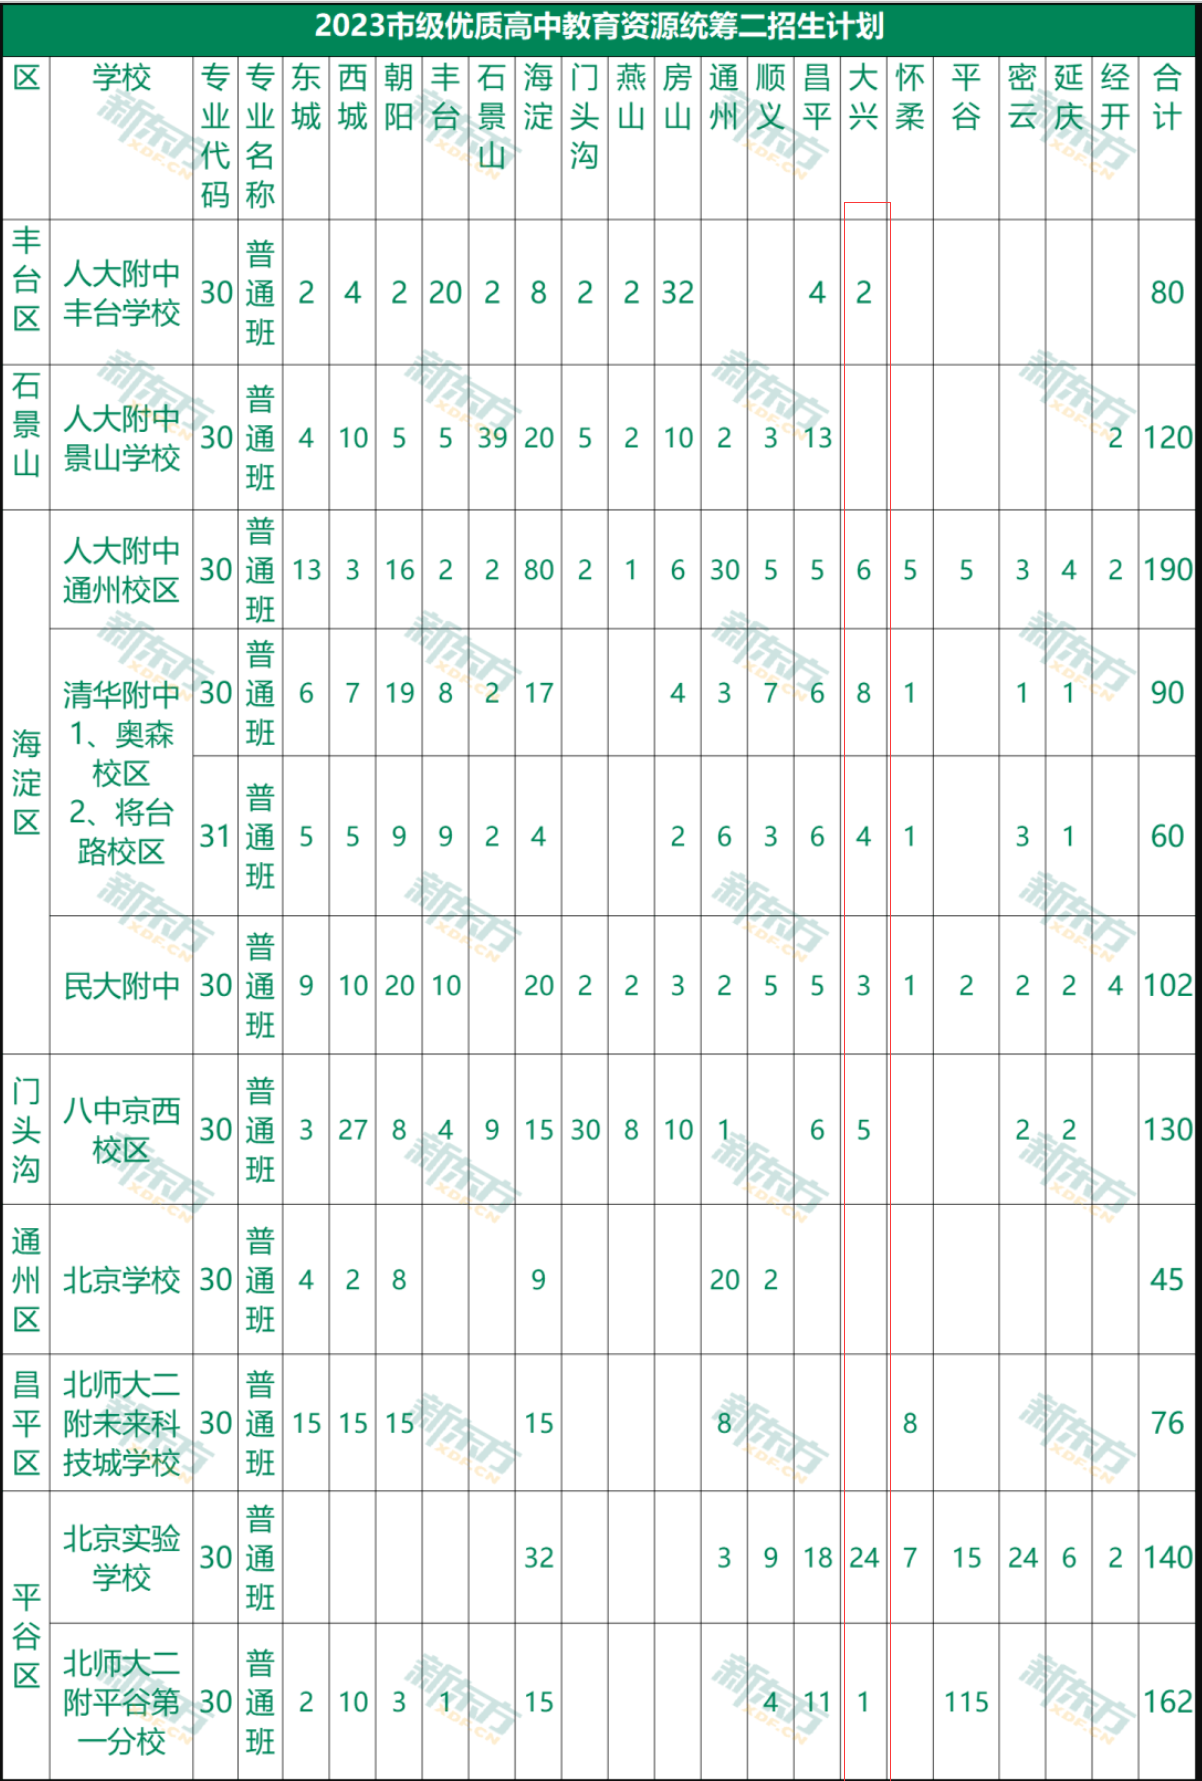 2023市级优质高中教育资源统筹二招生计划
区 学校 专业代码 专业名称 东城 西城 朝阳 丰台 石景山 海淀 门头沟 燕山 房山 通州 顺义 昌平 大兴 怀柔 平谷 密云 延庆 经开 合计
丰台区 人大附中丰台学校 30 普通班 2 4 2 20 2 8 2 2 32 4 2 80
石景山 人大附中景山学校 30 普通班 4 10 5 5 39 20 5 2 10 2 3 13 2 120
海淀区 人大附中通州校区 30 普通班 13 3 16 2 2 80 2 1 6 30 5 5 6 5 5 3 4 2 190
清华附中1、奥森校区2、将台路校区 30 普通班 6 7 19 8 2 17 4 3 7 6 8 1 1 1 90
31 普通班 5 5 9 9 2 4 2 6 3 6 4 1 3 1 60
民大附中 30 普通班 9 10 20 10 20 2 2 3 2 5 5 3 1 2 2 2 4 102
门头沟 八中京西校区 30 普通班 3 27 8 4 9 15 30 8 10 1 6 5 2 2 130
通州区 北京学校 30 普通班 4 2 8 9 20 2 45
昌平区 北师大二附未来科技城学校 30 普通班 15 15 15 15 8 8 76
平谷区 北京实验学校 30 普通班 32 3 9 18 24 7 15 24 6 2 140
北师大二附平谷第一分校 30 普通班 2 10 3 1 15 4 11 1 115 162
新东方
XDF.CN